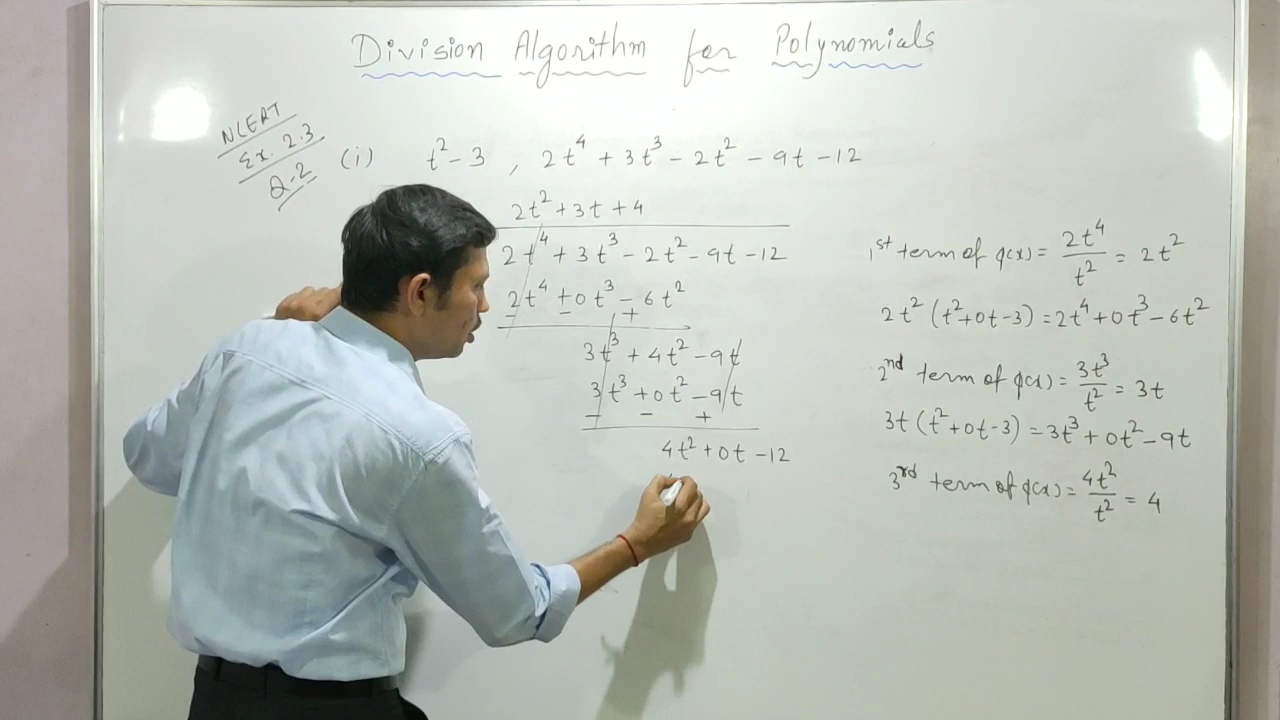 Division Algorithm for Polynomials
NCERT
Ex. 2.3
Q.2
(i) t² - 3 , 2t⁴ + 3t³ - 2t² - 9t - 12
2t² + 3t + 4
2t⁴ + 3t³ - 2t² - 9t - 12
2t⁴ + 0t³ - 6t²
- - +
3t³ + 4t² - 9t
3t³ + 0t² - 9t
- - +
4t² + 0t - 12
1st term of q(x) = 2t⁴/t² = 2t²
2t² (t² + 0t - 3) = 2t⁴ + 0t³ - 6t²
2nd term of q(x) = 3t³/t² = 3t
3t (t² + 0t - 3) = 3t³ + 0t² - 9t
3rd term of q(x) = 4t²/t² = 4